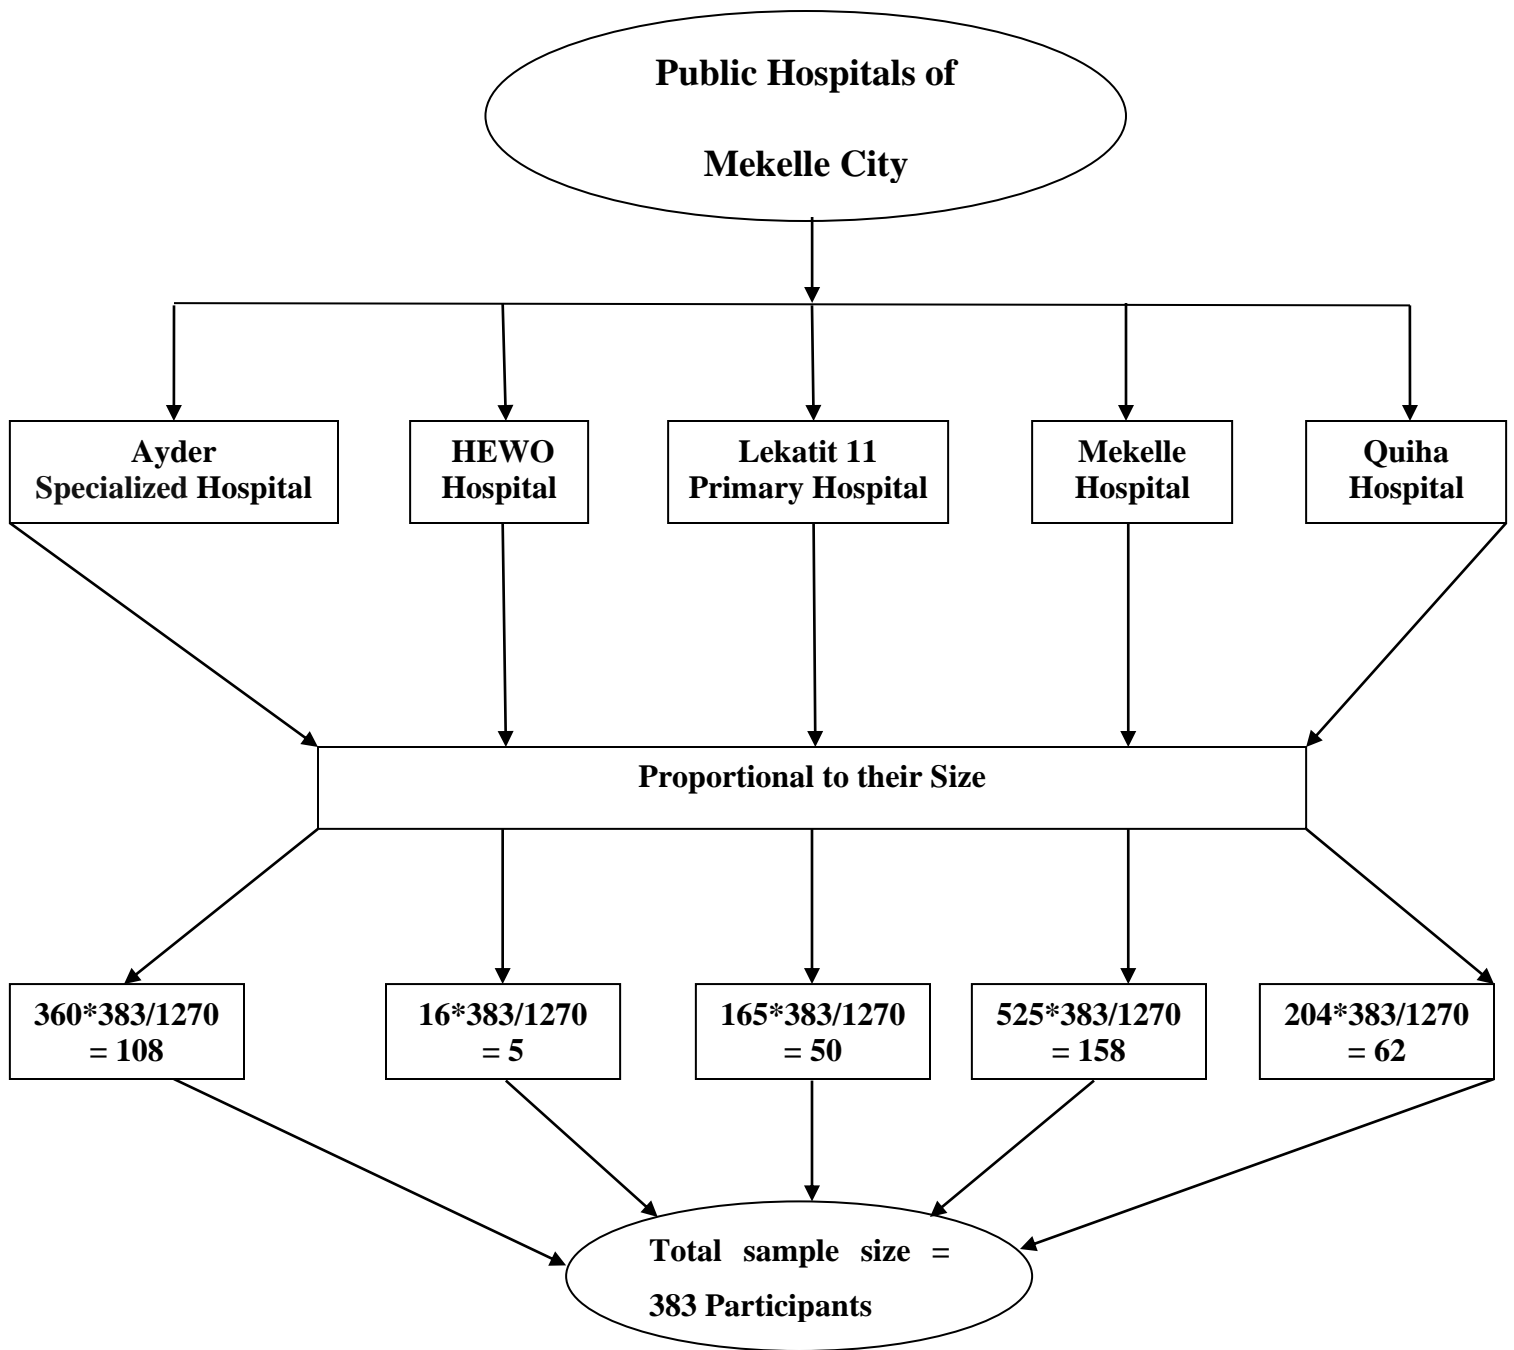 Public Hospitals of
Mekelle City
Ayder
Specialized Hospital
HEWO
Hospital
Lekatit 11
Primary Hospital
Mekelle
Hospital
Quiha
Hospital
Proportional to their Size
360*383/1270
= 108
16*383/1270
= 5
165*383/1270
= 50
525*383/1270
= 158
204*383/1270
= 62
Total sample size =
383 Participants